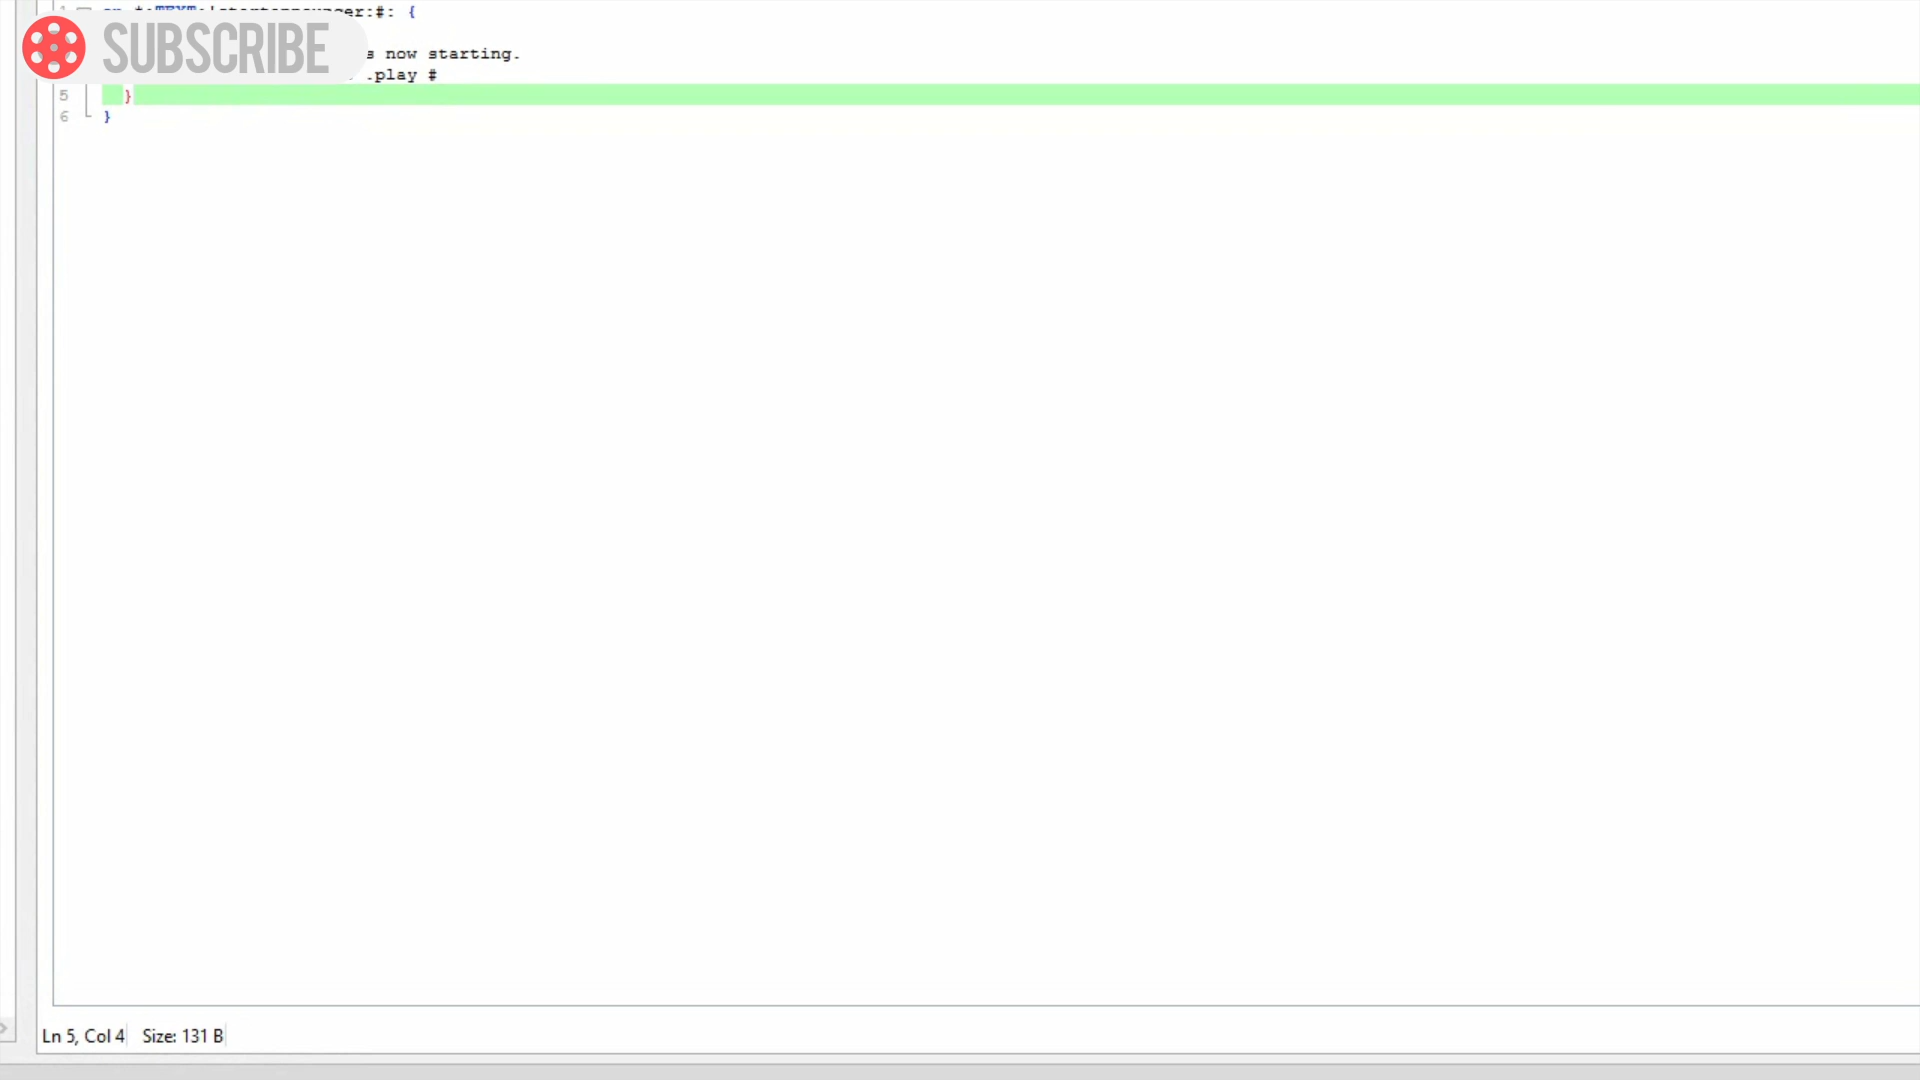 :#: {
SUBSCRIBE
s now starting.
.play #
5 }
6 }
Ln 5, Col 4 Size: 131 B